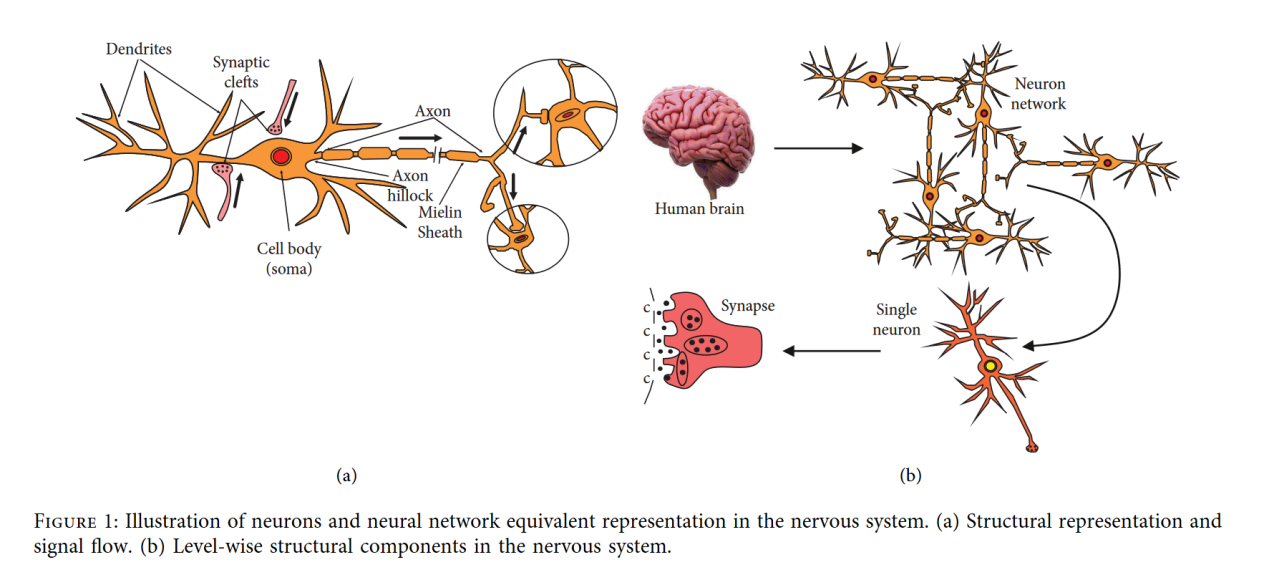 Dendrites
Synaptic
clefts
Axon
Axon
hillock
Mielin
Sheath
Cell body
(soma)
(a)
Human brain
Neuron
network
Single
neuron
Synapse
C
C
C
C
(b)
FIGURE 1: Illustration of neurons and neural network equivalent representation in the nervous system. (a) Structural representation and
signal flow. (b) Level-wise structural components in the nervous system.